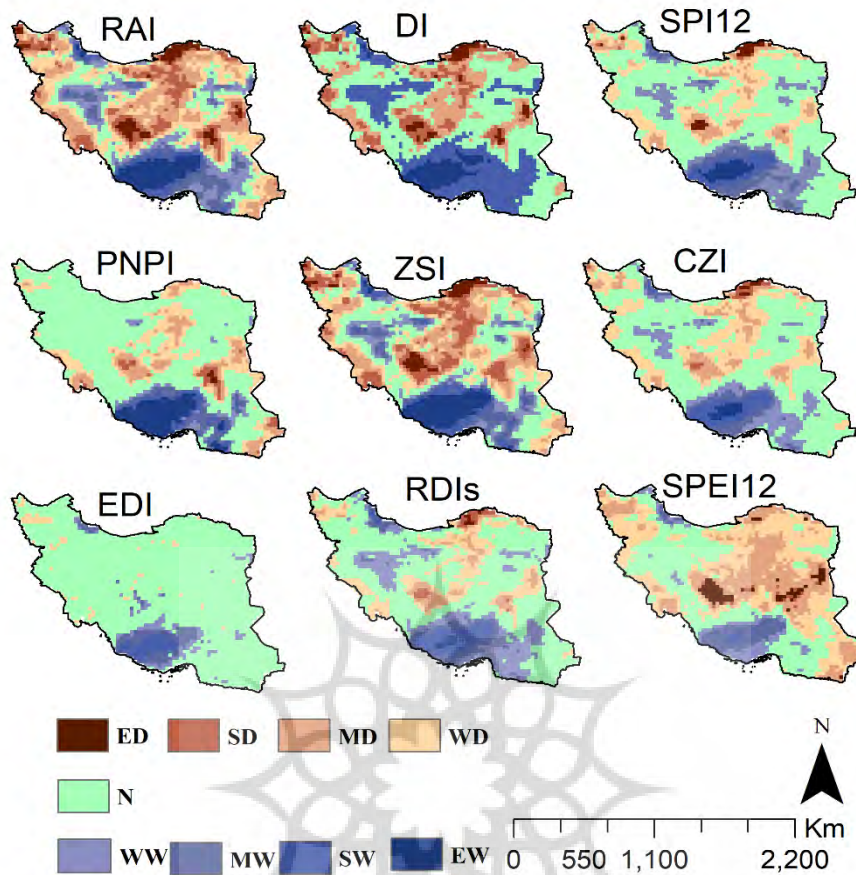 RAI DI SPI12
PNPI ZSI CZI
EDI RDIs SPEI12
ED SD MD WD
N
N
WW MW SW EW
Km
0 550 1,100 2,200